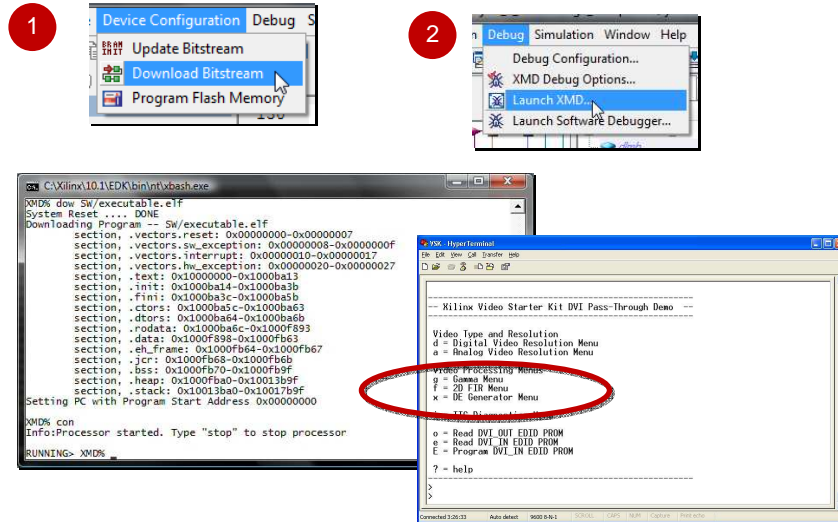 1
Device Configuration Debug S
Update Bitstream
Download Bitstream
Program Flash Memory
2
Debug Simulation Window Help
Debug Configuration...
XMD Debug Options...
Launch XMD...
Launch Software Debugger...
C:\Xilinx\10.1\EDK\bin\nt\xbash.exe
XMD% dow SW/executable.elf
System Reset .... DONE
Downloading Program -- SW/executable.elf
section, .vectors.reset: 0x00000000-0x00000007
section, .vectors.sw_exception: 0x00000008-0x0000000f
section, .vectors.interrupt: 0x00000010-0x00000017
section, .vectors.hw_exception: 0x00000020-0x00000027
section, .text: 0x10000000-0x1000ba13
section, .init: 0x1000ba14-0x1000ba3b
section, .fini: 0x1000ba3c-0x1000ba5b
section, .ctors: 0x1000ba5c-0x1000ba63
section, .dtors: 0x1000ba64-0x1000ba6b
section, .rodata: 0x1000ba6c-0x1000f893
section, .data: 0x1000f898-0x1000fb63
section, .eh_frame: 0x1000fb64-0x1000fb67
section, .jcr: 0x1000fb68-0x1000fb6b
section, .bss: 0x1000fb70-0x1000fb9f
section, .heap: 0x1000fba0-0x10013b9f
section, .stack: 0x10013ba0-0x10017b9f
Setting PC with Program Start Address 0x00000000
XMD% con
Info:Processor started. Type "stop" to stop processor
RUNNING> XMD% _
VSK - HyperTerminal
File Edit View Call Transfer Help
-- Xilinx Video Starter Kit DVI Pass-Through Demo --
Video Type and Resolution
d = Digital Video Resolution Menu
a = Analog Video Resolution Menu
Video Processing Menus
g = Gamma Menu
f = 2D FIR Menu
x = DE Generator Menu
o = Read DVI_OUT EDID PROM
e = Read DVI_IN EDID PROM
E = Program DVI_IN EDID PROM
? = help
>
>
Connected 3:26:33 Auto detect 9600 8-N-1 SCROLL CAPS NUM Capture Print echo